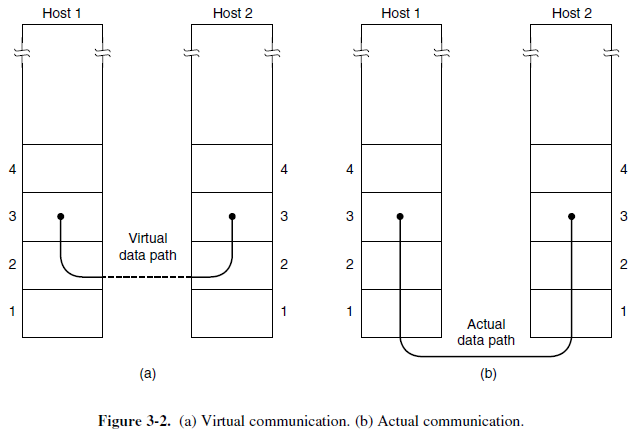 Host 1
Host 2
Host 1
Host 2
4
4
4
4
3
3
3
3
Virtual
data path
2
2
2
2
1
1
1
1
Actual
data path
(a)
(b)
Figure 3-2. (a) Virtual communication. (b) Actual communication.